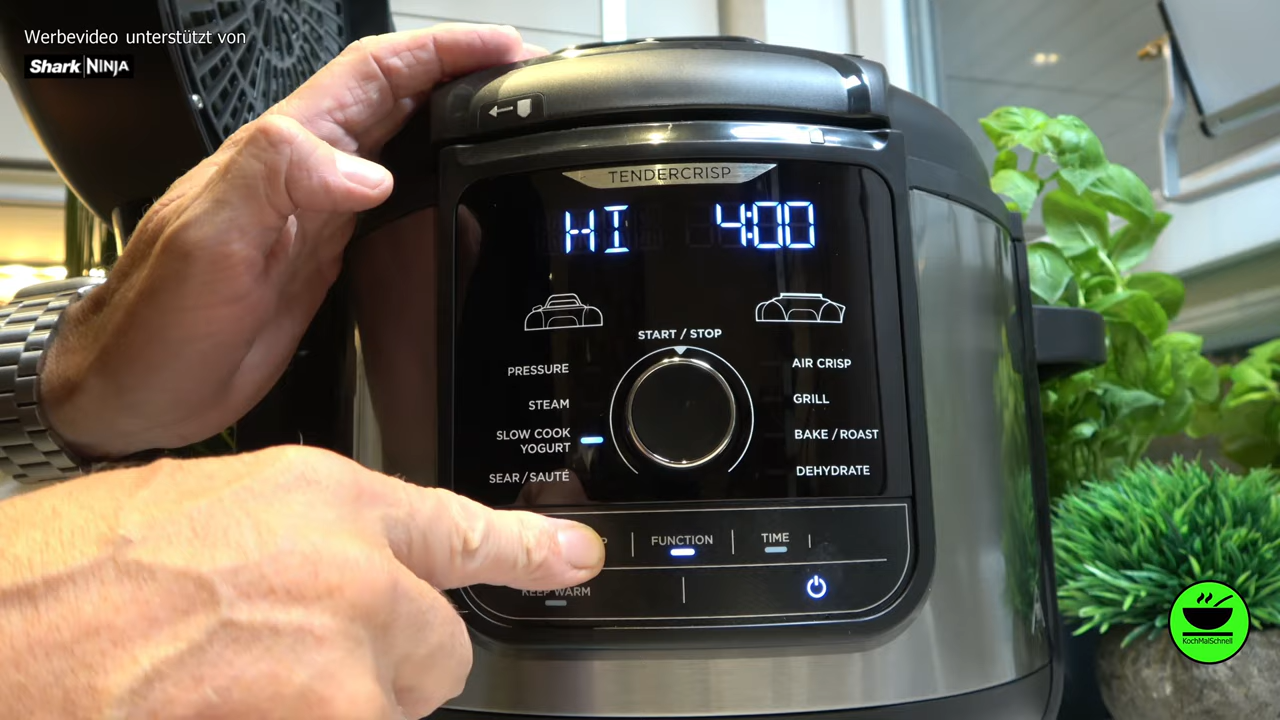 Werbevideo unterstützt von
Shark NINJA
TENDERCRISP
HI 4:00
START / STOP
PRESSURE
AIR CRISP
STEAM
GRILL
SLOW COOK
YOGURT
BAKE / ROAST
SEAR / SAUTÉ
DEHYDRATE
FUNCTION
TIME
KEEP WARM
KochMalSchnell